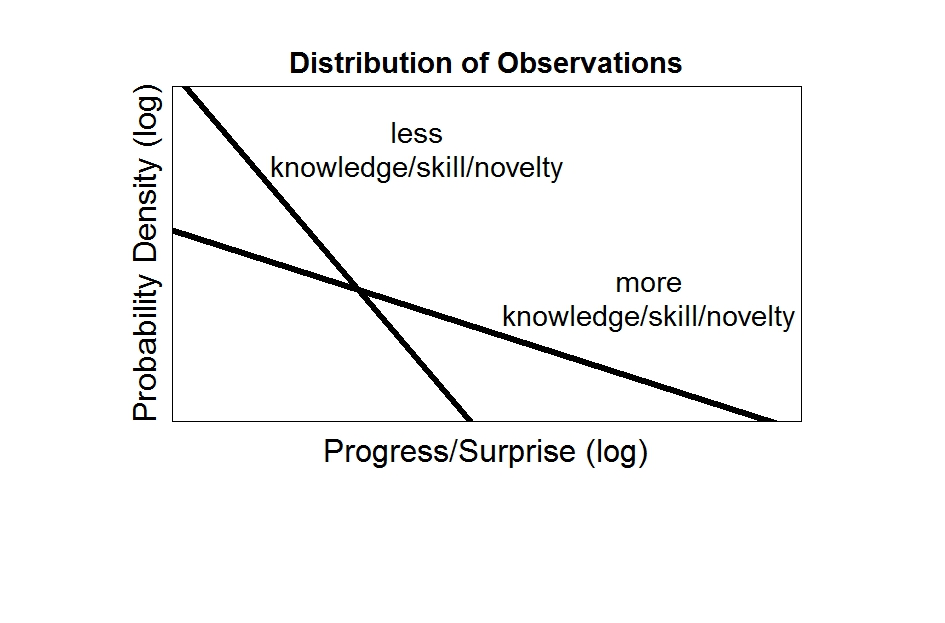 Distribution of Observations
Probability Density (log)
less
knowledge/skill/novelty
more
knowledge/skill/novelty
Progress/Surprise (log)